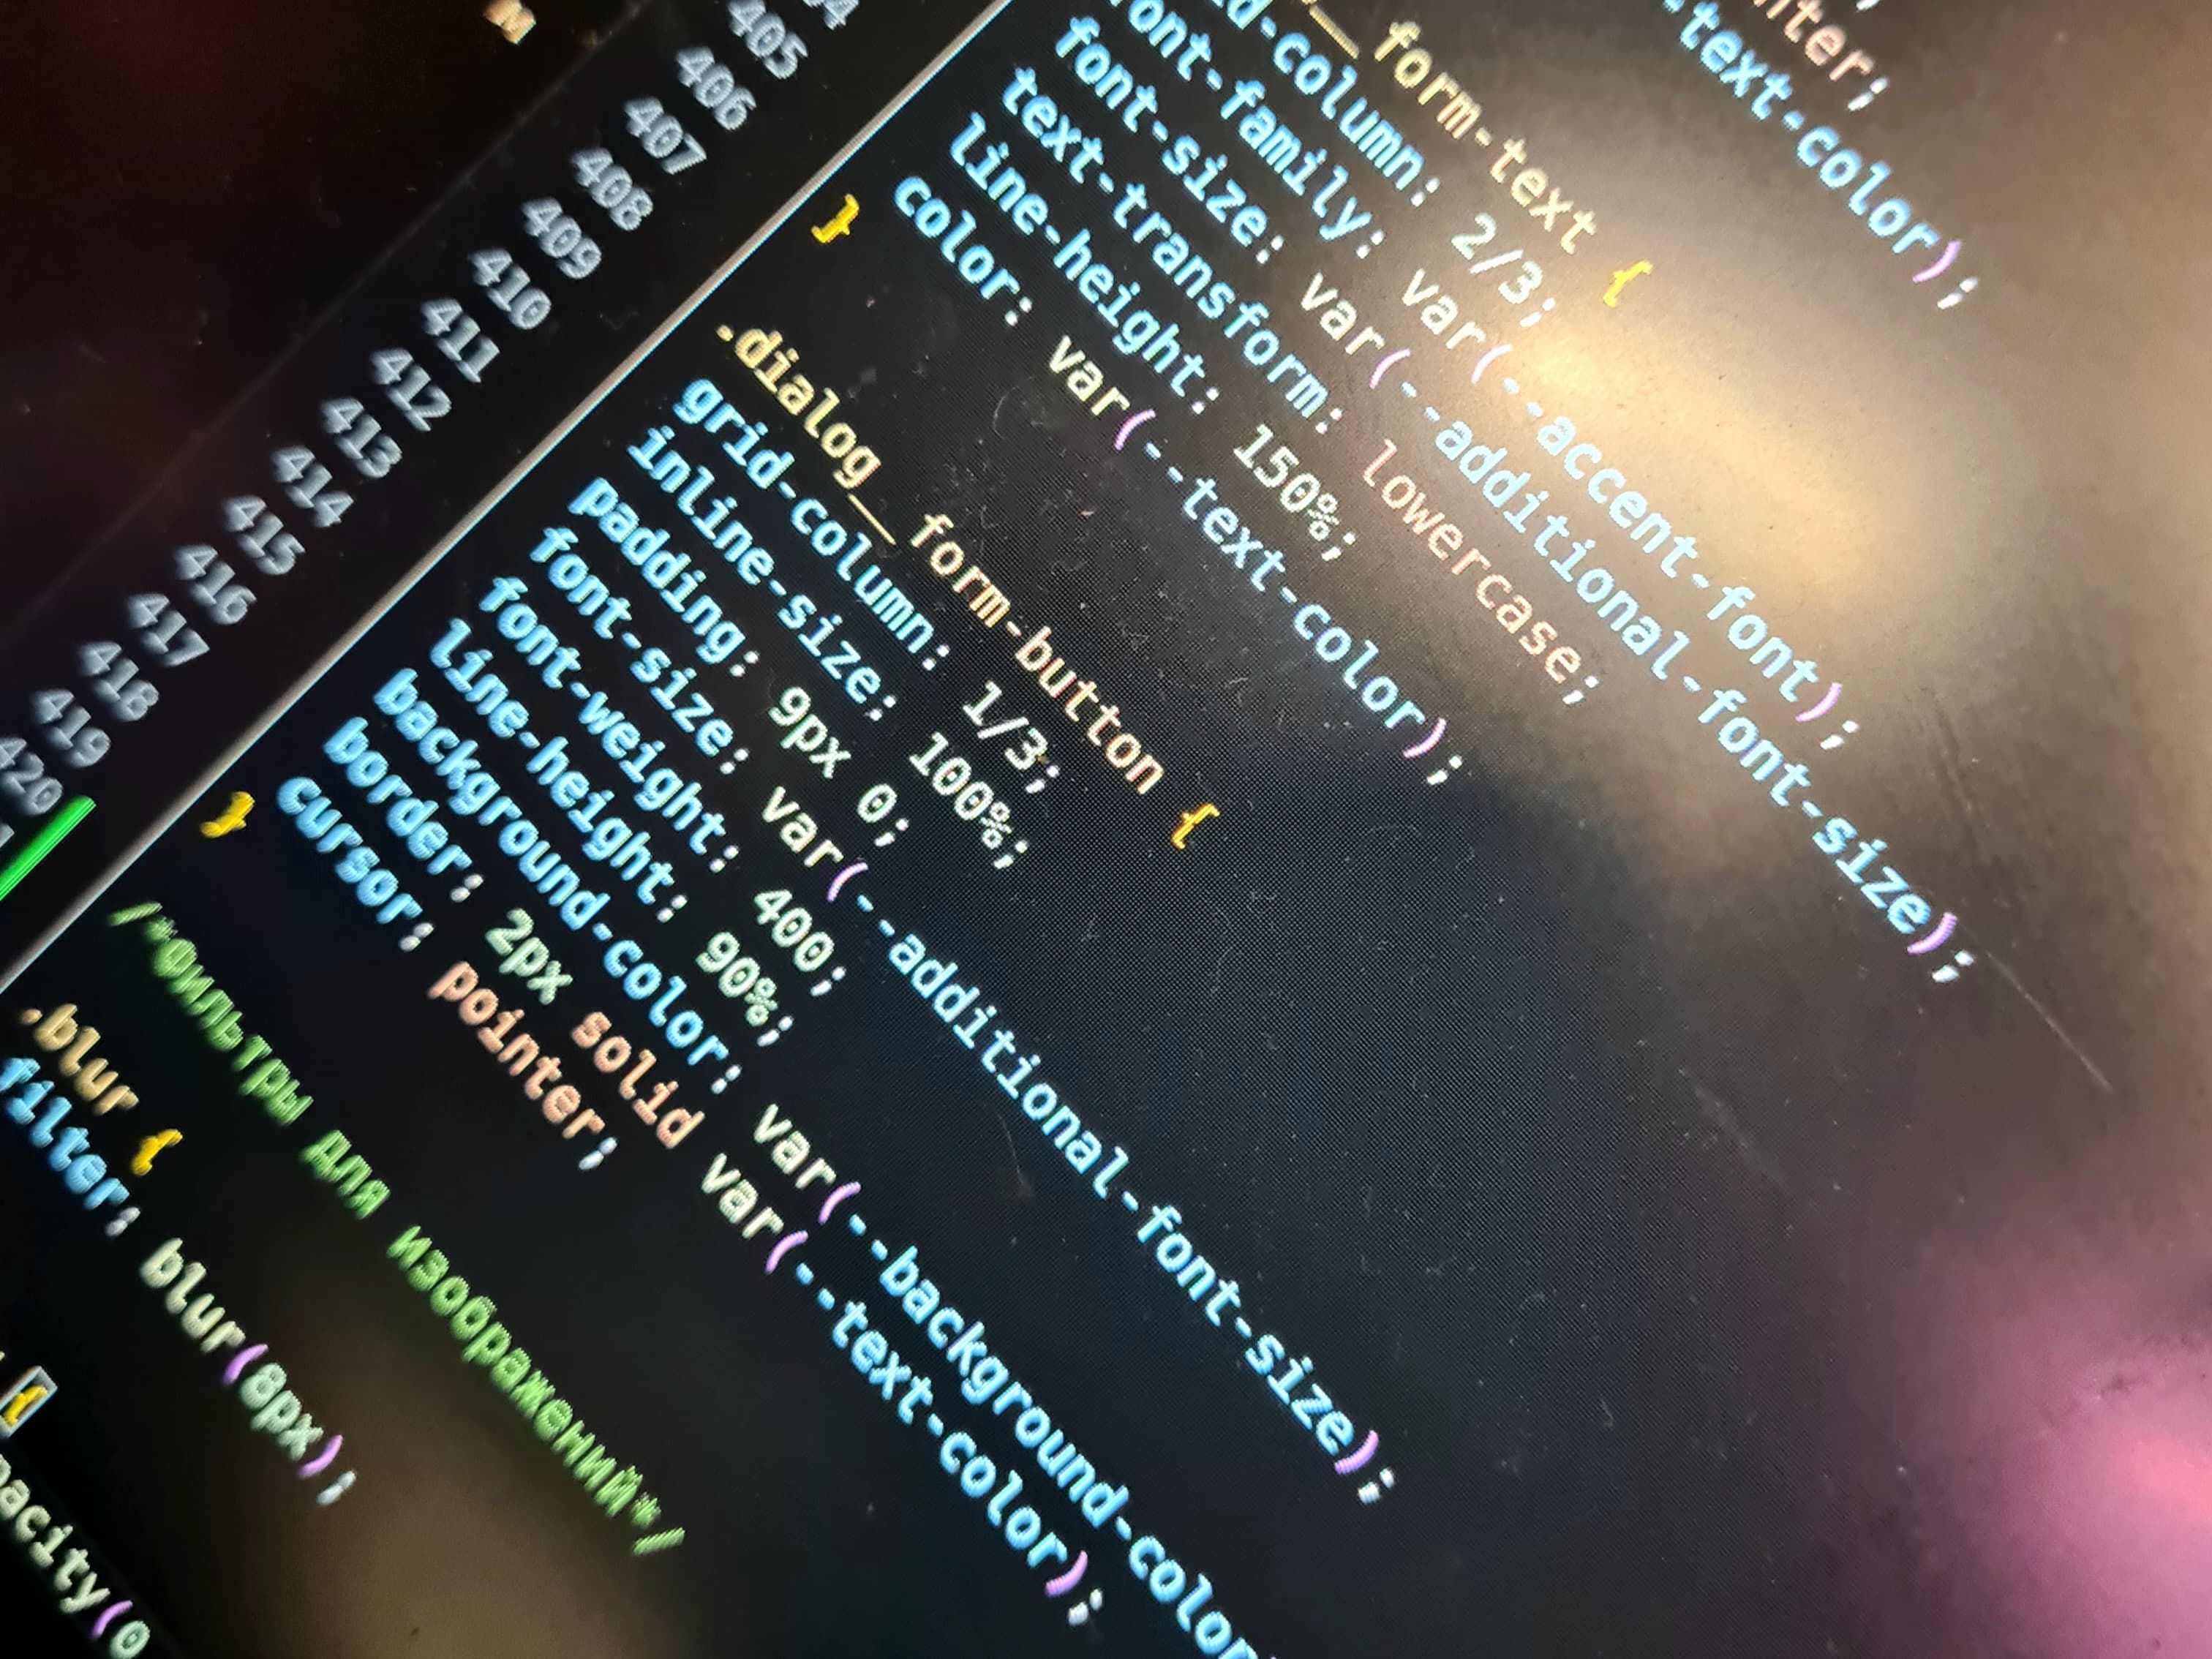 M
405
406
407
408
409
410
411
412
413
414
415
416
417
418
419
420
text-color);
form-text {
column: 2/3;
font-family: var(--accent-font);
font-size: var(--additional-font-size);
text-transform: lowercase;
line-height: 150%;
color: var(--text-color);
}
.dialog__form-button {
grid-column: 1/3;
inline-size: 100%;
padding: 9px 0;
font-size: var(--additional-font-size);
font-weight: 400;
line-height: 90%;
background-color: var(--background-color
border: 2px solid var(--text-color);
cursor: pointer;
}
/*Фильтры для изображений*/
.blur {
filter: blur(8px);
{
acity(0